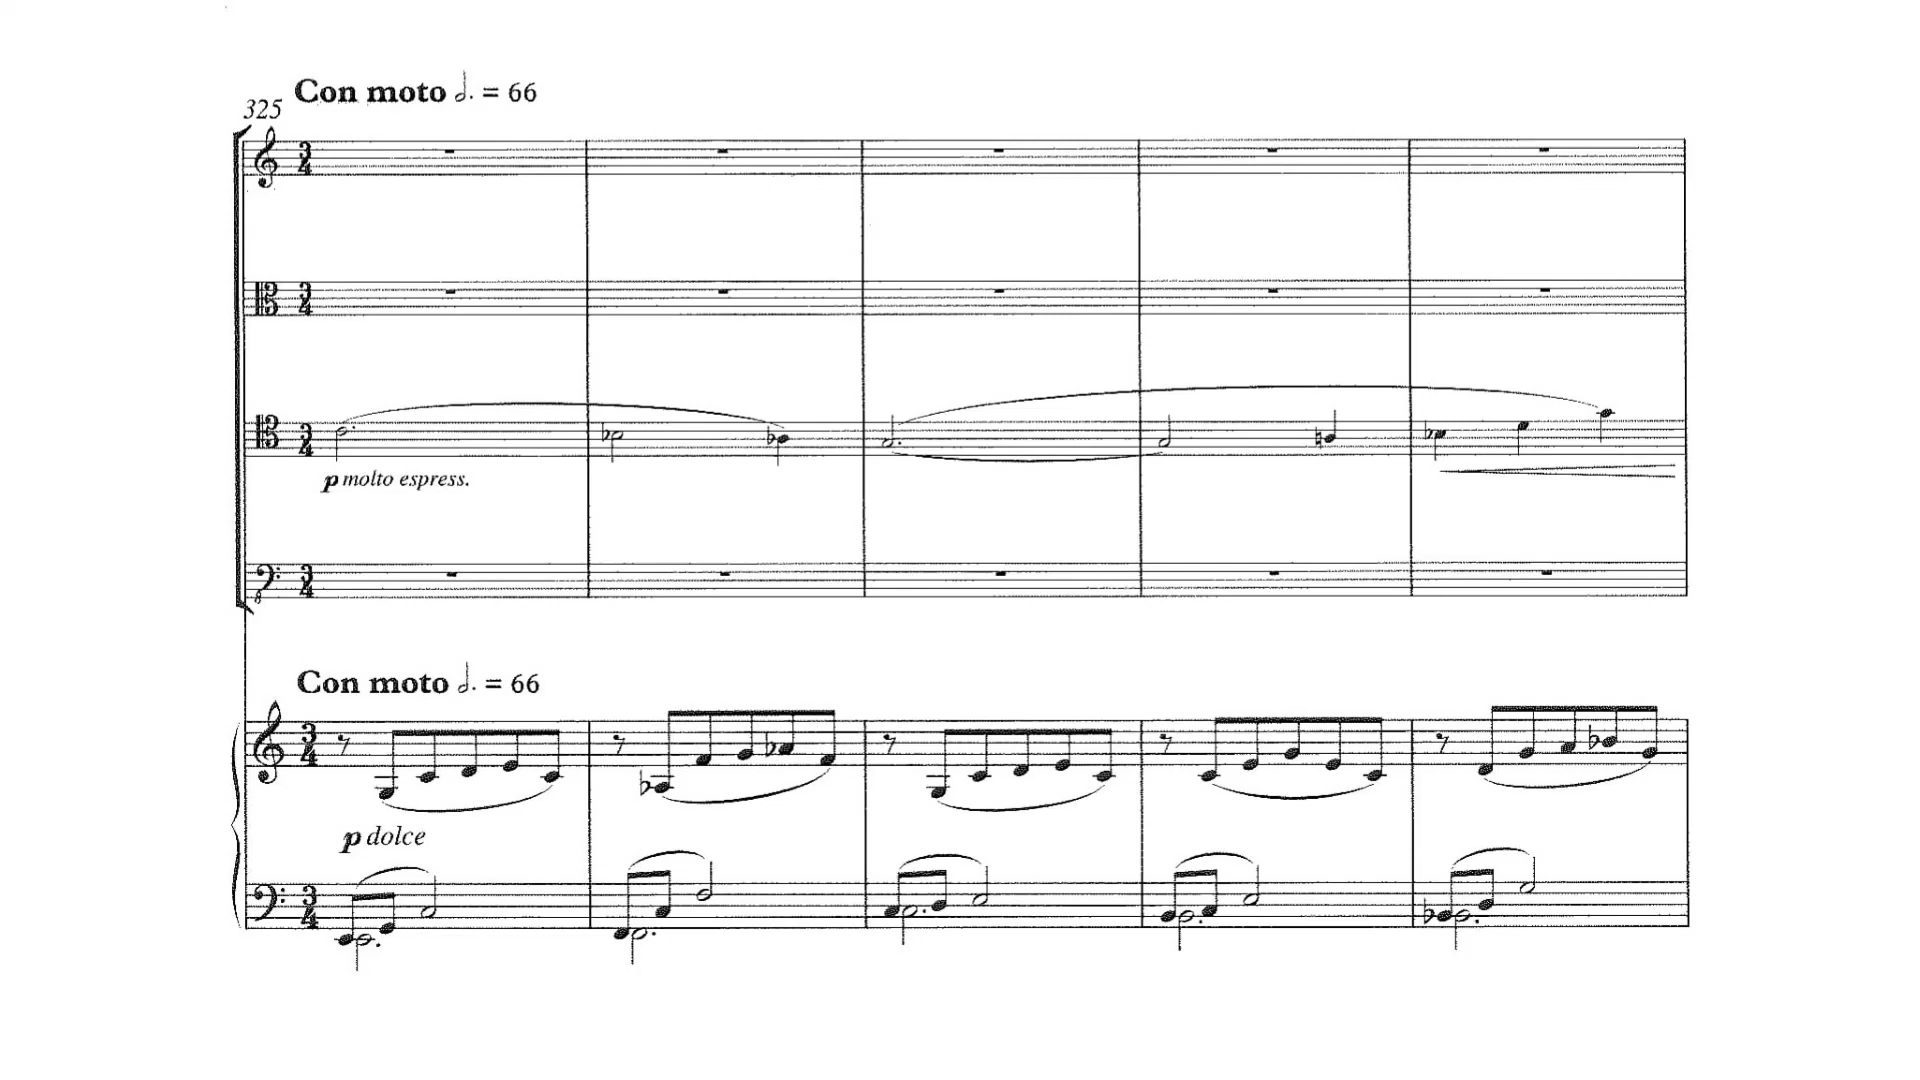 Con moto 𝅗𝅥. = 66
325
p molto espress.
Con moto 𝅗𝅥. = 66
p dolce